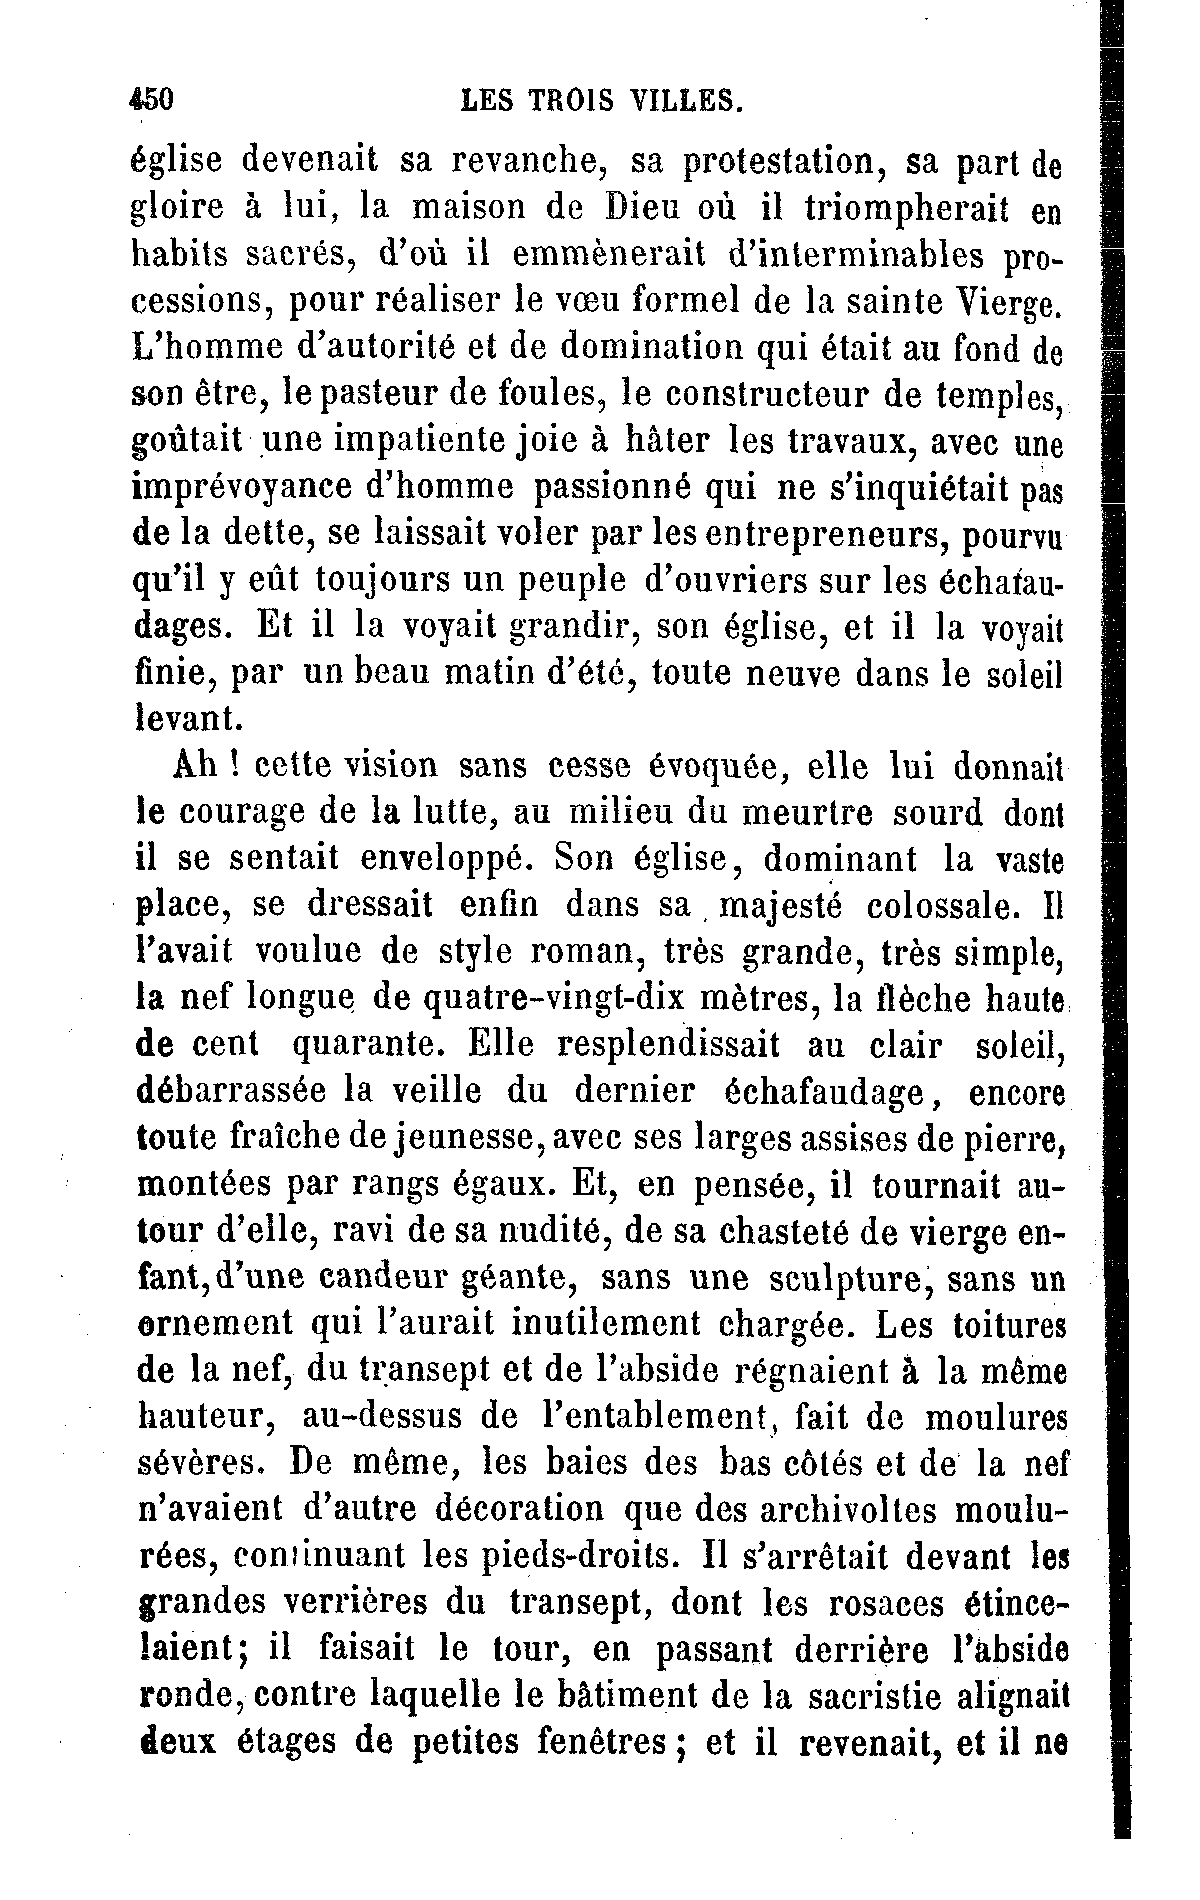 450 LES TROIS VILLES.
église devenait sa revanche, sa protestation, sa part de
gloire à lui, la maison de Dieu où il triompherait en
habits sacrés, d'où il emmènerait d'interminables pro-
cessions, pour réaliser le vœu formel de la sainte Vierge.
L'homme d'autorité et de domination qui était au fond de
son être, le pasteur de foules, le constructeur de temples,
goûtait une impatiente joie à hâter les travaux, avec une
imprévoyance d'homme passionné qui ne s'inquiétait pas
de la dette, se laissait voler par les entrepreneurs, pourvu
qu'il y eût toujours un peuple d'ouvriers sur les échafau-
dages. Et il la voyait grandir, son église, et il la voyait
finie, par un beau matin d'été, toute neuve dans le soleil
levant.
Ah ! cette vision sans cesse évoquée, elle lui donnait
le courage de la lutte, au milieu du meurtre sourd dont
il se sentait enveloppé. Son église, dominant la vaste
place, se dressait enfin dans sa majesté colossale. Il
l'avait voulue de style roman, très grande, très simple,
la nef longue de quatre-vingt-dix mètres, la flèche haute
de cent quarante. Elle resplendissait au clair soleil,
débarrassée la veille du dernier échafaudage, encore
toute fraîche de jeunesse, avec ses larges assises de pierre,
montées par rangs égaux. Et, en pensée, il tournait au-
tour d'elle, ravi de sa nudité, de sa chasteté de vierge en-
fant, d'une candeur géante, sans une sculpture, sans un
ornement qui l'aurait inutilement chargée. Les toitures
de la nef, du transept et de l'abside régnaient à la même
hauteur, au-dessus de l'entablement, fait de moulures
sévères. De même, les baies des bas côtés et de la nef
n'avaient d'autre décoration que des archivoltes moulu-
rées, continuant les pieds-droits. Il s'arrêtait devant les
grandes verrières du transept, dont les rosaces étince-
laient; il faisait le tour, en passant derrière l'abside
ronde, contre laquelle le bâtiment de la sacristie alignait
deux étages de petites fenêtres ; et il revenait, et il ne